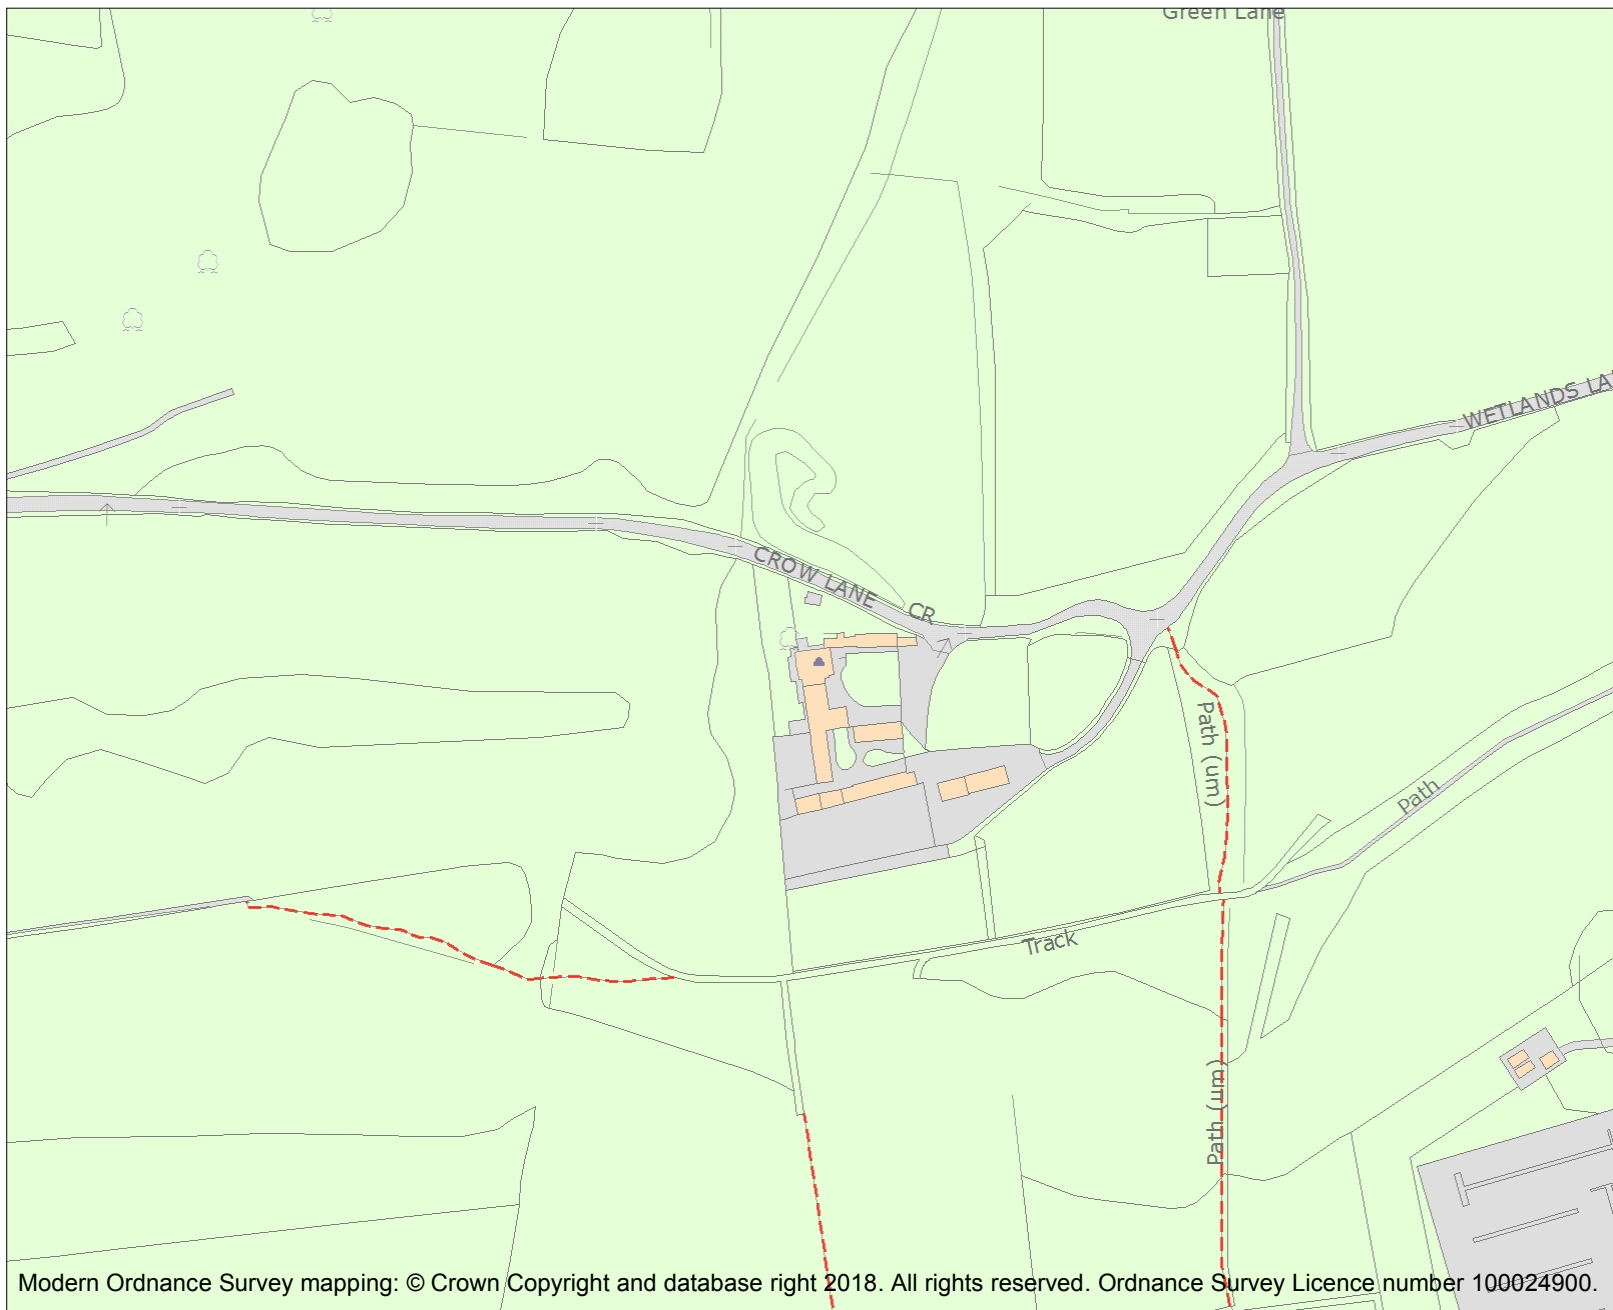 Green Lane
WETLANDS LA
CROW LANE
CR
Path (um)
Path
Track
Path (um)
Modern Ordnance Survey mapping: © Crown Copyright and database right 2018. All rights reserved. Ordnance Survey Licence number 100024900.